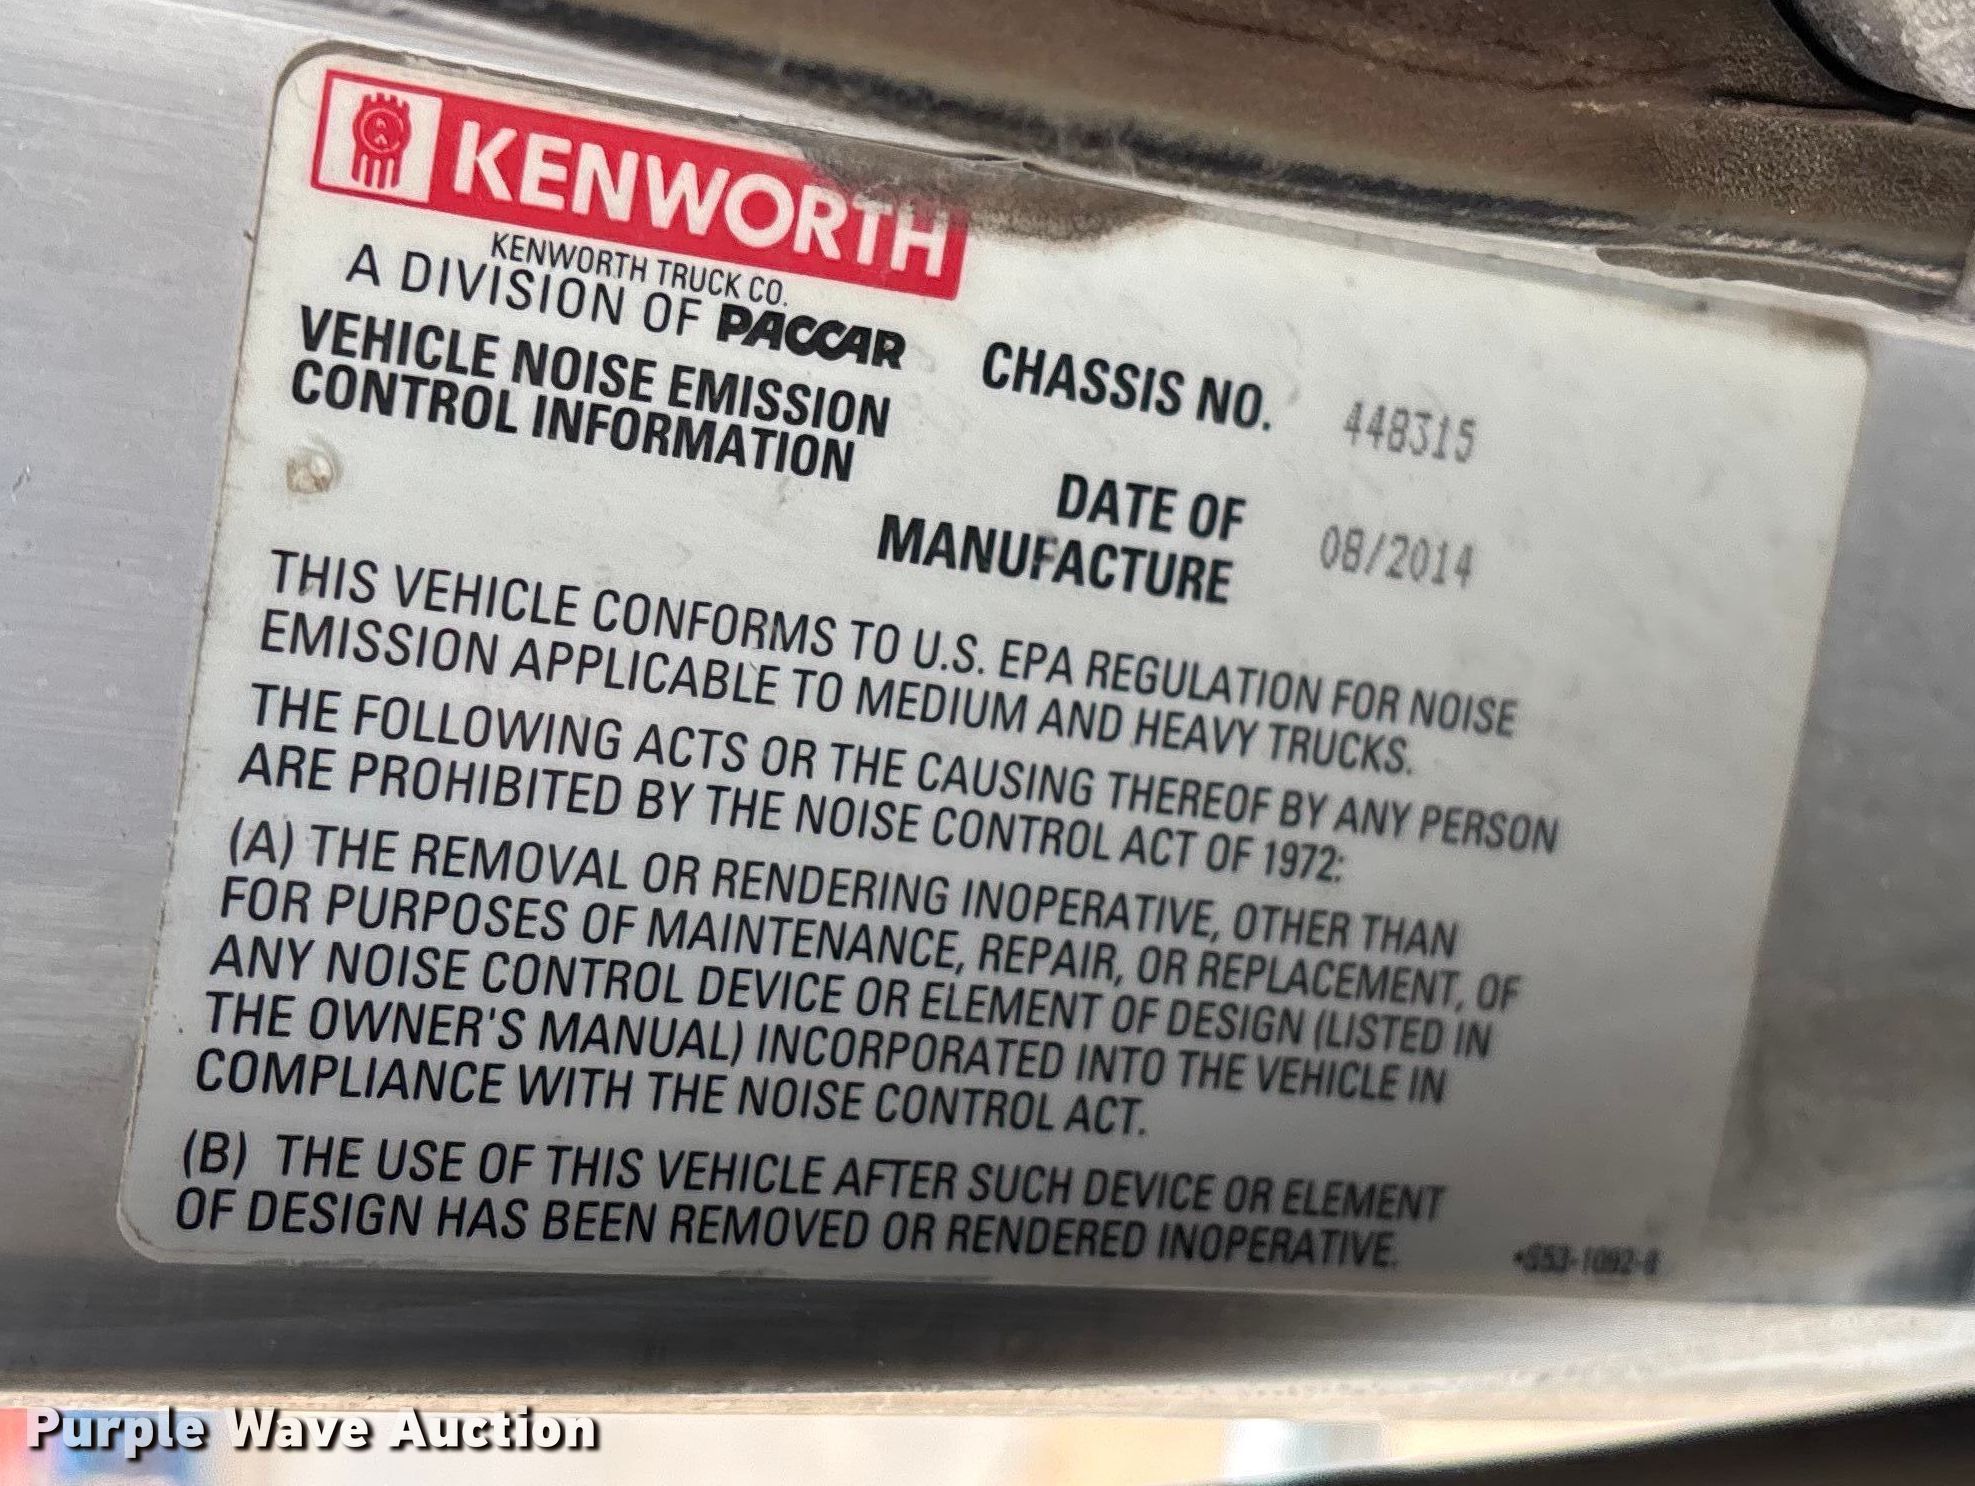 KENWORTH
KENWORTH TRUCK CO.
A DIVISION OF PACCAR
VEHICLE NOISE EMISSION
CONTROL INFORMATION
CHASSIS NO. 448315
DATE OF
MANUFACTURE 08/2014
THIS VEHICLE CONFORMS TO U.S. EPA REGULATION FOR NOISE
EMISSION APPLICABLE TO MEDIUM AND HEAVY TRUCKS.
THE FOLLOWING ACTS OR THE CAUSING THEREOF BY ANY PERSON
ARE PROHIBITED BY THE NOISE CONTROL ACT OF 1972:
(A) THE REMOVAL OR RENDERING INOPERATIVE, OTHER THAN
FOR PURPOSES OF MAINTENANCE, REPAIR, OR REPLACEMENT, OF
ANY NOISE CONTROL DEVICE OR ELEMENT OF DESIGN (LISTED IN
THE OWNER'S MANUAL) INCORPORATED INTO THE VEHICLE IN
COMPLIANCE WITH THE NOISE CONTROL ACT.
(B) THE USE OF THIS VEHICLE AFTER SUCH DEVICE OR ELEMENT
OF DESIGN HAS BEEN REMOVED OR RENDERED INOPERATIVE.
Purple Wave Auction